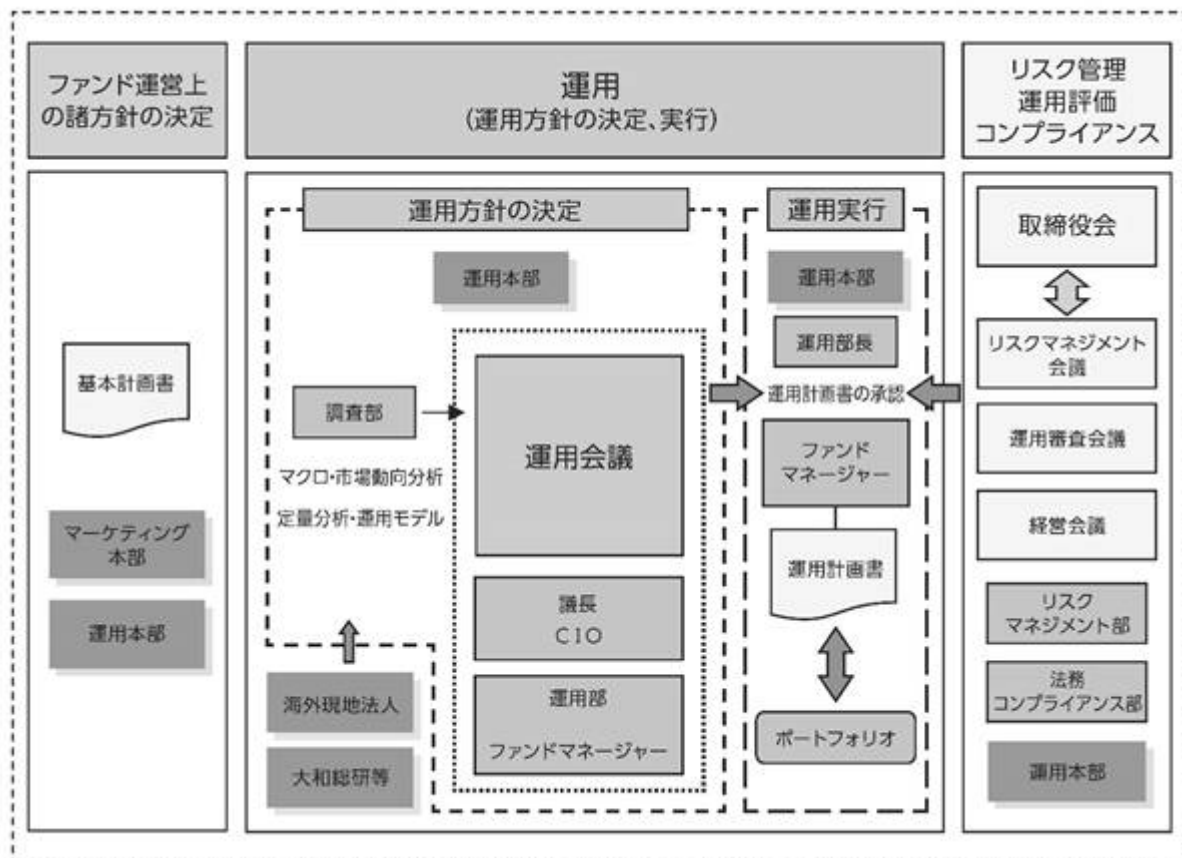 ファンド運営上
の諸方針の決定
運用
(運用方針の決定、実行)
リスク管理
運用評価
コンプライアンス
基本計画書
マーケティング
本部
運用本部
運用方針の決定
運用本部
調査部
マクロ・市場動向分析
定量分析・運用モデル
運用会議
議長
CIO
運用部
ファンドマネージャー
海外現地法人
大和総研等
運用実行
運用本部
運用部長
運用計画書の承認
ファンド
マネージャー
運用計画書
ポートフォリオ
取締役会
リスクマネジメント
会議
運用審査会議
経営会議
リスク
マネジメント部
法務
コンプライアンス部
運用本部